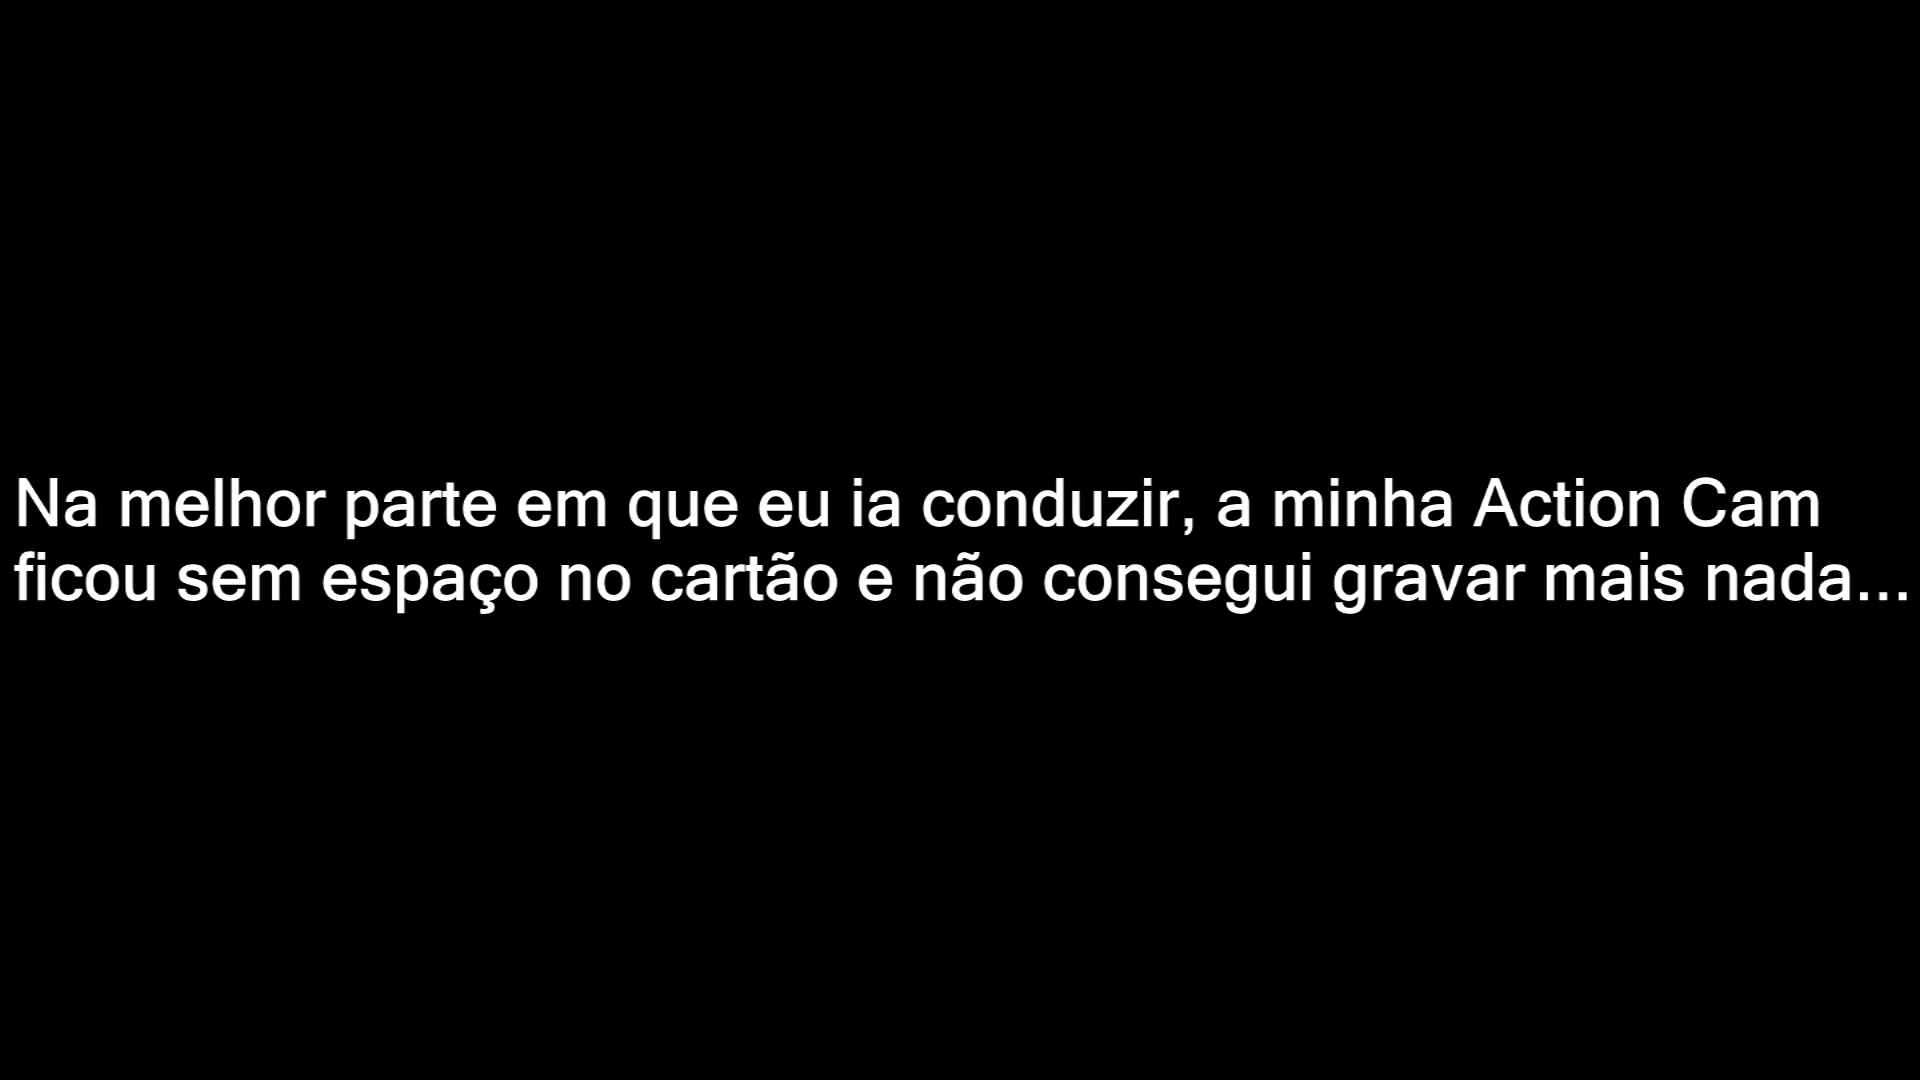 Na melhor parte em que eu ia conduzir, a minha Action Cam
ficou sem espaço no cartão e não consegui gravar mais nada...